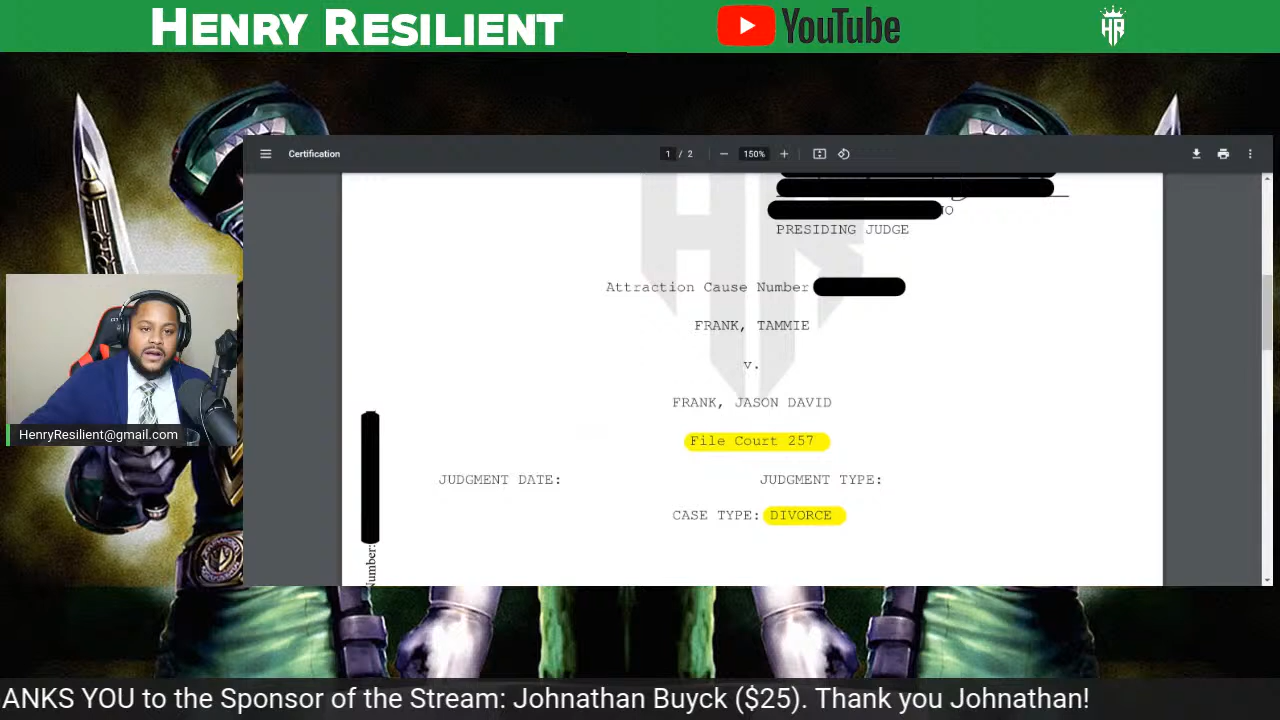 HENRY RESILIENT
YouTube
HR
Certification
1 / 2
150%
PRESIDING JUDGE
Attraction Cause Number
FRANK, TAMMIE
v.
FRANK, JASON DAVID
File Court 257
JUDGMENT DATE:
JUDGMENT TYPE:
CASE TYPE: DIVORCE
HenryResilient@gmail.com
ANKS YOU to the Sponsor of the Stream: Johnathan Buyck ($25). Thank you Johnathan!